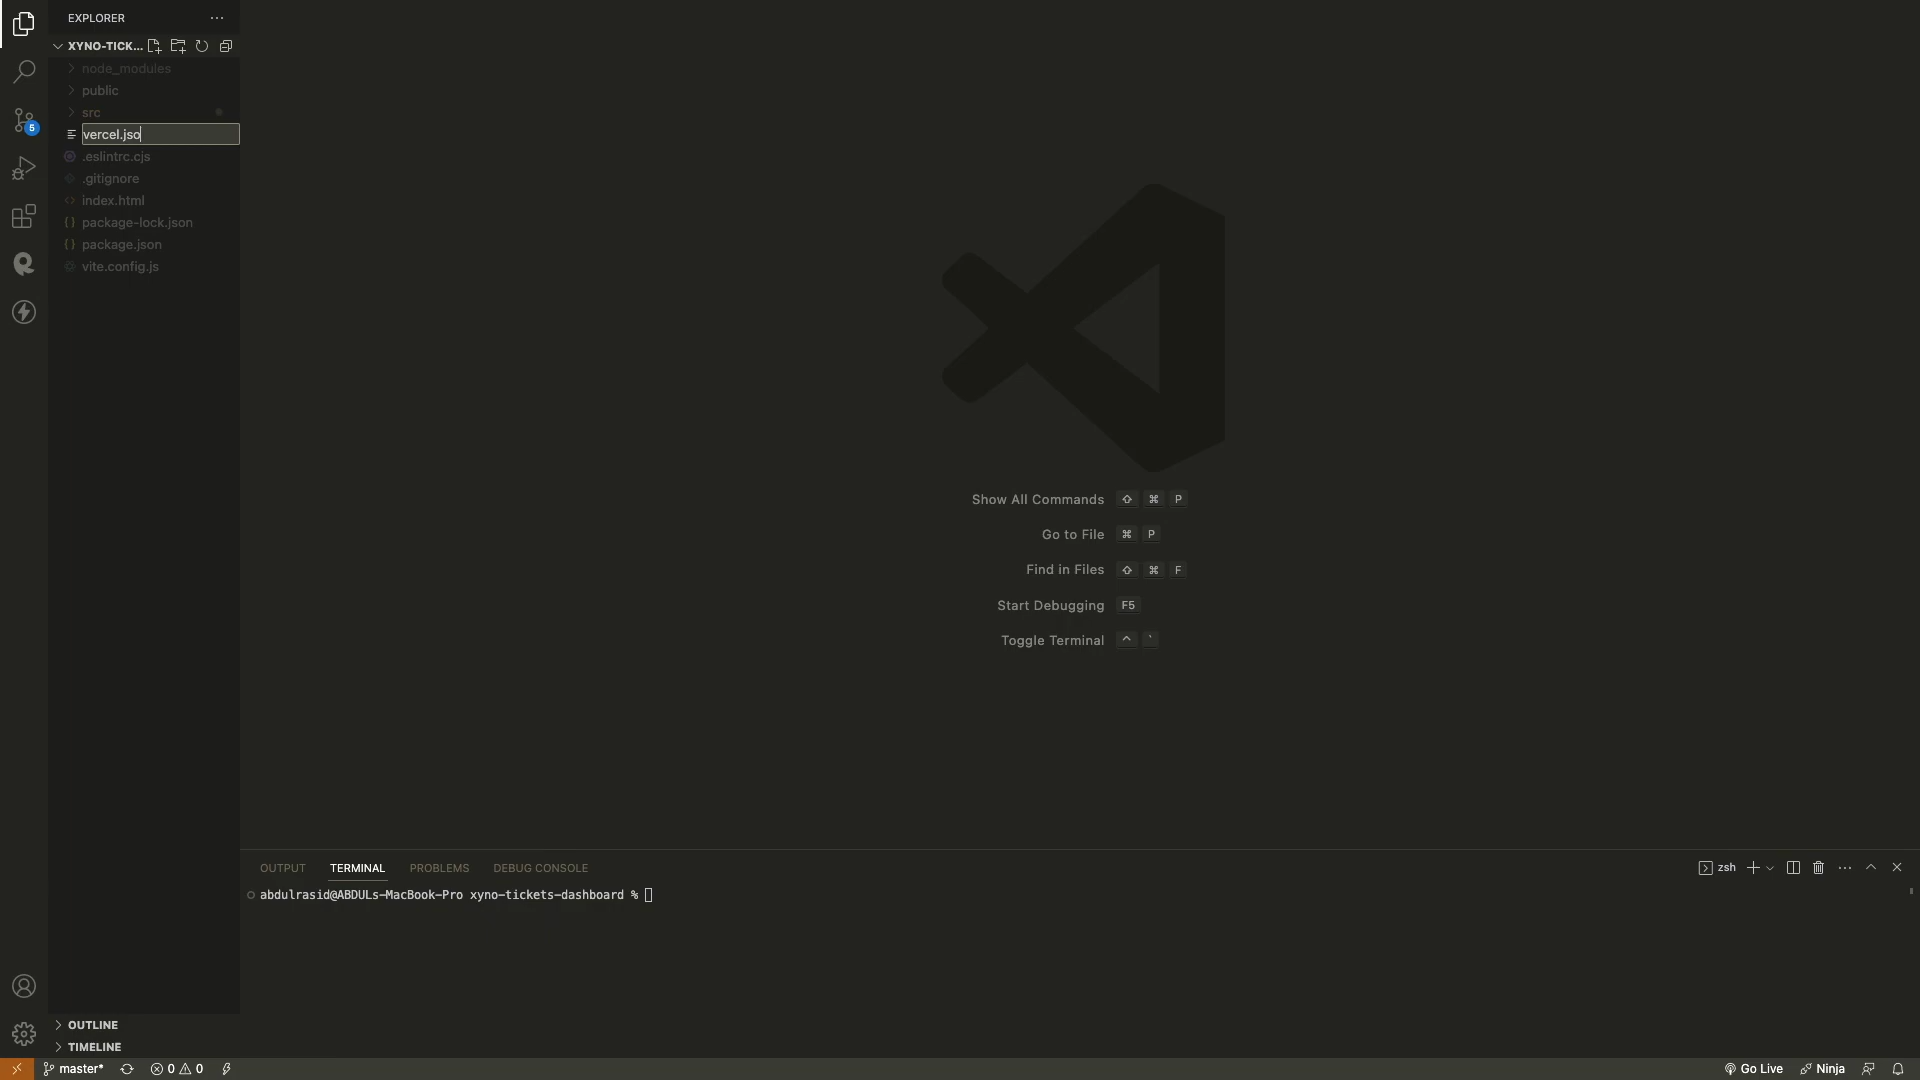 EXPLORER
XYNO-TICK...
node_modules
public
src
vercel.jso
.eslintrc.cjs
.gitignore
index.html
package-lock.json
package.json
vite.config.js
5
Show All Commands ⇧ ⌘ P
Go to File ⌘ P
Find in Files ⇧ ⌘ F
Start Debugging F5
Toggle Terminal ^ `
OUTPUT TERMINAL PROBLEMS DEBUG CONSOLE zsh
abdulrasid@ABDULs-MacBook-Pro xyno-tickets-dashboard %
OUTLINE
TIMELINE
master* 0 0 Go Live Ninja